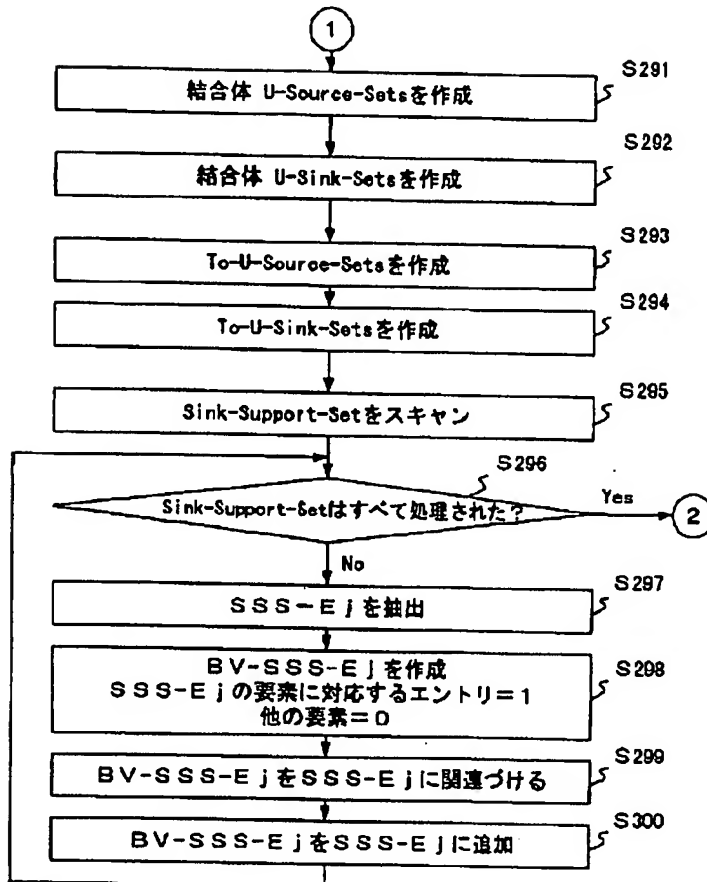 1
S291
結合体 U-Source-Setsを作成
S292
結合体 U-Sink-Setsを作成
S293
To-U-Source-Setsを作成
S294
To-U-Sink-Setsを作成
S295
Sink-Support-Setをスキャン
S296
Sink-Support-Setはすべて処理された?
Yes
2
No
S297
SSS-Ejを抽出
S298
BV-SSS-Ejを作成
SSS-Ejの要素に対応するエントリ=1
他の要素=0
S299
BV-SSS-EjをSSS-Ejに関連づける
S300
BV-SSS-EjをSSS-Ejに追加